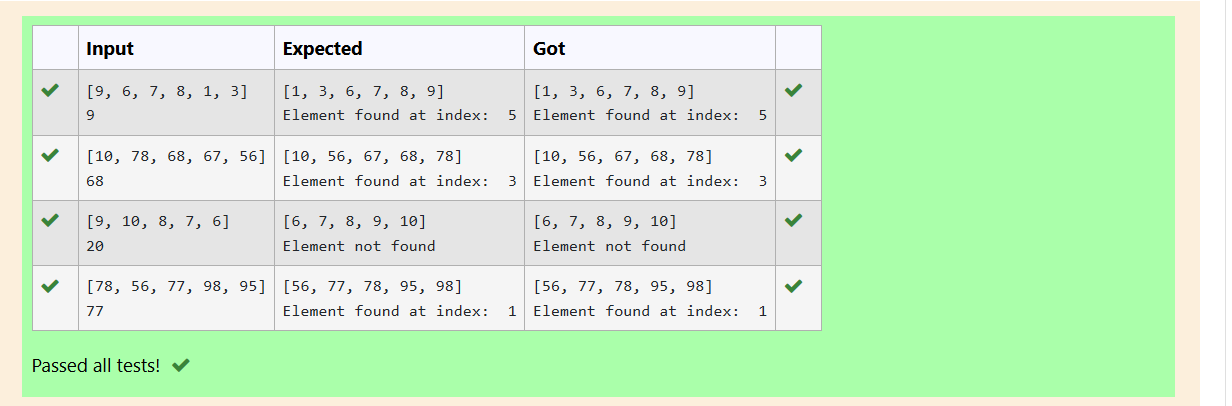 Input Expected Got
[9, 6, 7, 8, 1, 3] [1, 3, 6, 7, 8, 9] [1, 3, 6, 7, 8, 9]
9 Element found at index:  5 Element found at index:  5
[10, 78, 68, 67, 56] [10, 56, 67, 68, 78] [10, 56, 67, 68, 78]
68 Element found at index:  3 Element found at index:  3
[9, 10, 8, 7, 6] [6, 7, 8, 9, 10] [6, 7, 8, 9, 10]
20 Element not found Element not found
[78, 56, 77, 98, 95] [56, 77, 78, 95, 98] [56, 77, 78, 95, 98]
77 Element found at index:  1 Element found at index:  1
Passed all tests!